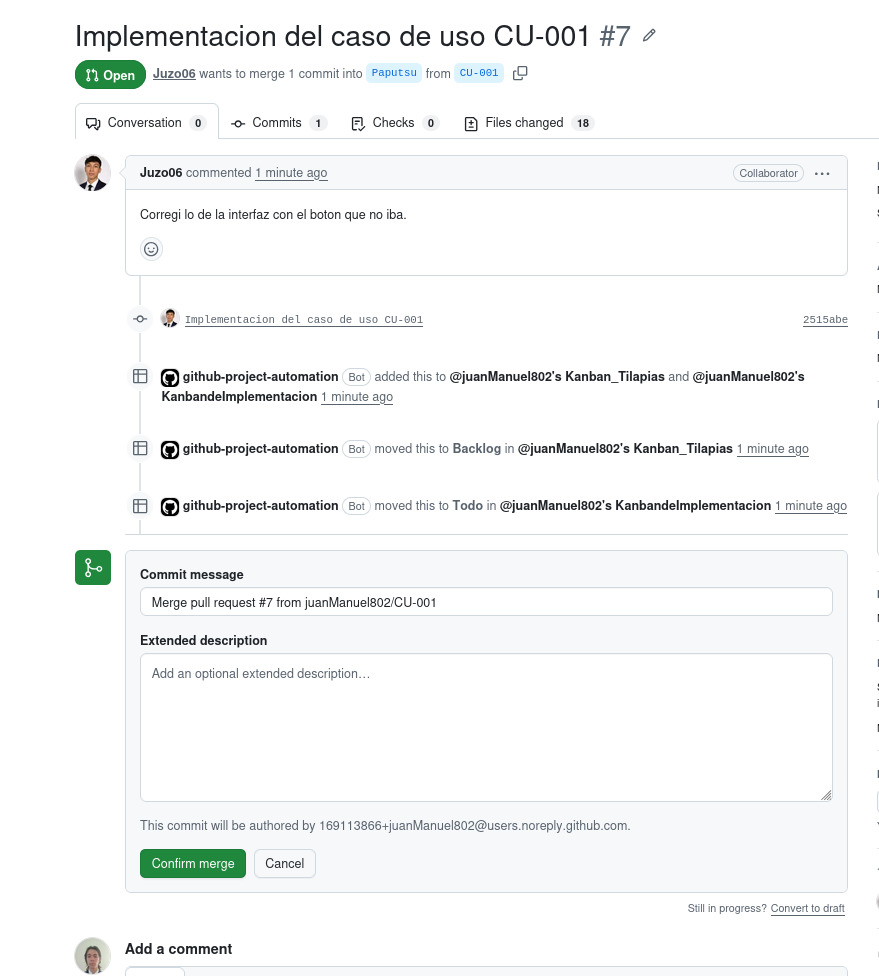 Implementacion del caso de uso CU-001 #7
Open Juzo06 wants to merge 1 commit into Paputsu from CU-001
Conversation 0 Commits 1 Checks 0 Files changed 18
Juzo06 commented 1 minute ago Collaborator
Corregi lo de la interfaz con el boton que no iba.
Implementacion del caso de uso CU-001 2515abe
github-project-automation Bot added this to @juanManuel802's Kanban_Tilapias and @juanManuel802's
KanbandeImplementacion 1 minute ago
github-project-automation Bot moved this to Backlog in @juanManuel802's Kanban_Tilapias 1 minute ago
github-project-automation Bot moved this to Todo in @juanManuel802's KanbandeImplementacion 1 minute ago
Commit message
Merge pull request #7 from juanManuel802/CU-001
Extended description
Add an optional extended description...
This commit will be authored by 169113866+juanManuel802@users.noreply.github.com.
Confirm merge Cancel
Still in progress? Convert to draft
Add a comment